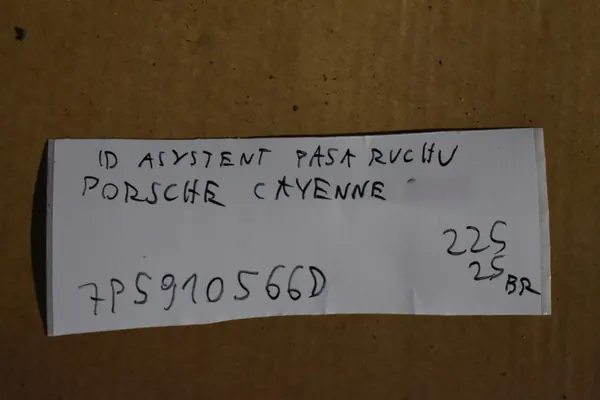 ID ASYSTENT PASA RUCHU
PORSCHE CAYENNE
225
25 BR
7P5910566D